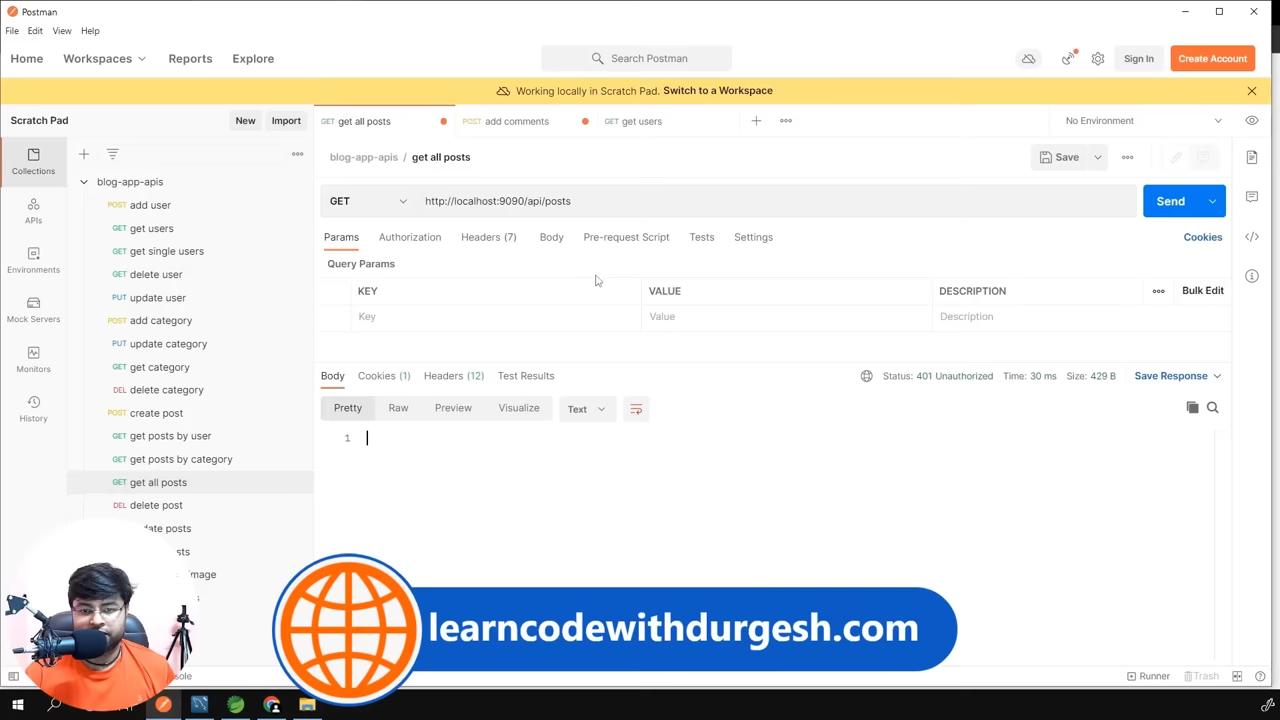 Postman
File Edit View Help
Home Workspaces Reports Explore Search Postman Sign In Create Account
Working locally in Scratch Pad. Switch to a Workspace
Scratch Pad New Import
GET get all posts POST add comments GET get users No Environment
Collections
APIs
Environments
Mock Servers
Monitors
History
blog-app-apis
POST add user
GET get users
GET get single users
DEL delete user
PUT update user
POST add category
PUT update category
GET get category
DEL delete category
POST create post
GET get posts by user
GET get posts by category
GET get all posts
DEL delete post
date posts
sts
image
blog-app-apis / get all posts Save
GET http://localhost:9090/api/posts Send
Params Authorization Headers (7) Body Pre-request Script Tests Settings Cookies
Query Params
KEY VALUE DESCRIPTION Bulk Edit
Key Value Description
Body Cookies (1) Headers (12) Test Results Status: 401 Unauthorized Time: 30 ms Size: 429 B Save Response
Pretty Raw Preview Visualize Text
1
learncodewithdurgesh.com
sole Runner Trash